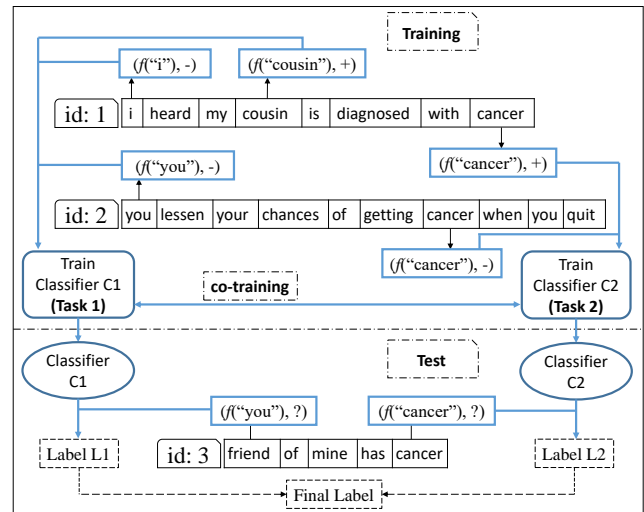 Training
(f(“i”), -) (f(“cousin”), +)
id: 1 i heard my cousin is diagnosed with cancer
(f(“you”), -) (f(“cancer”), +)
id: 2 you lessen your chances of getting cancer when you quit
(f(“cancer”), -)
Train
Classifier C1
(Task 1)
co-training
Train
Classifier C2
(Task 2)
Classifier
C1
Test
Classifier
C2
(f(“you”), ?) (f(“cancer”), ?)
Label L1 id: 3 friend of mine has cancer Label L2
Final Label